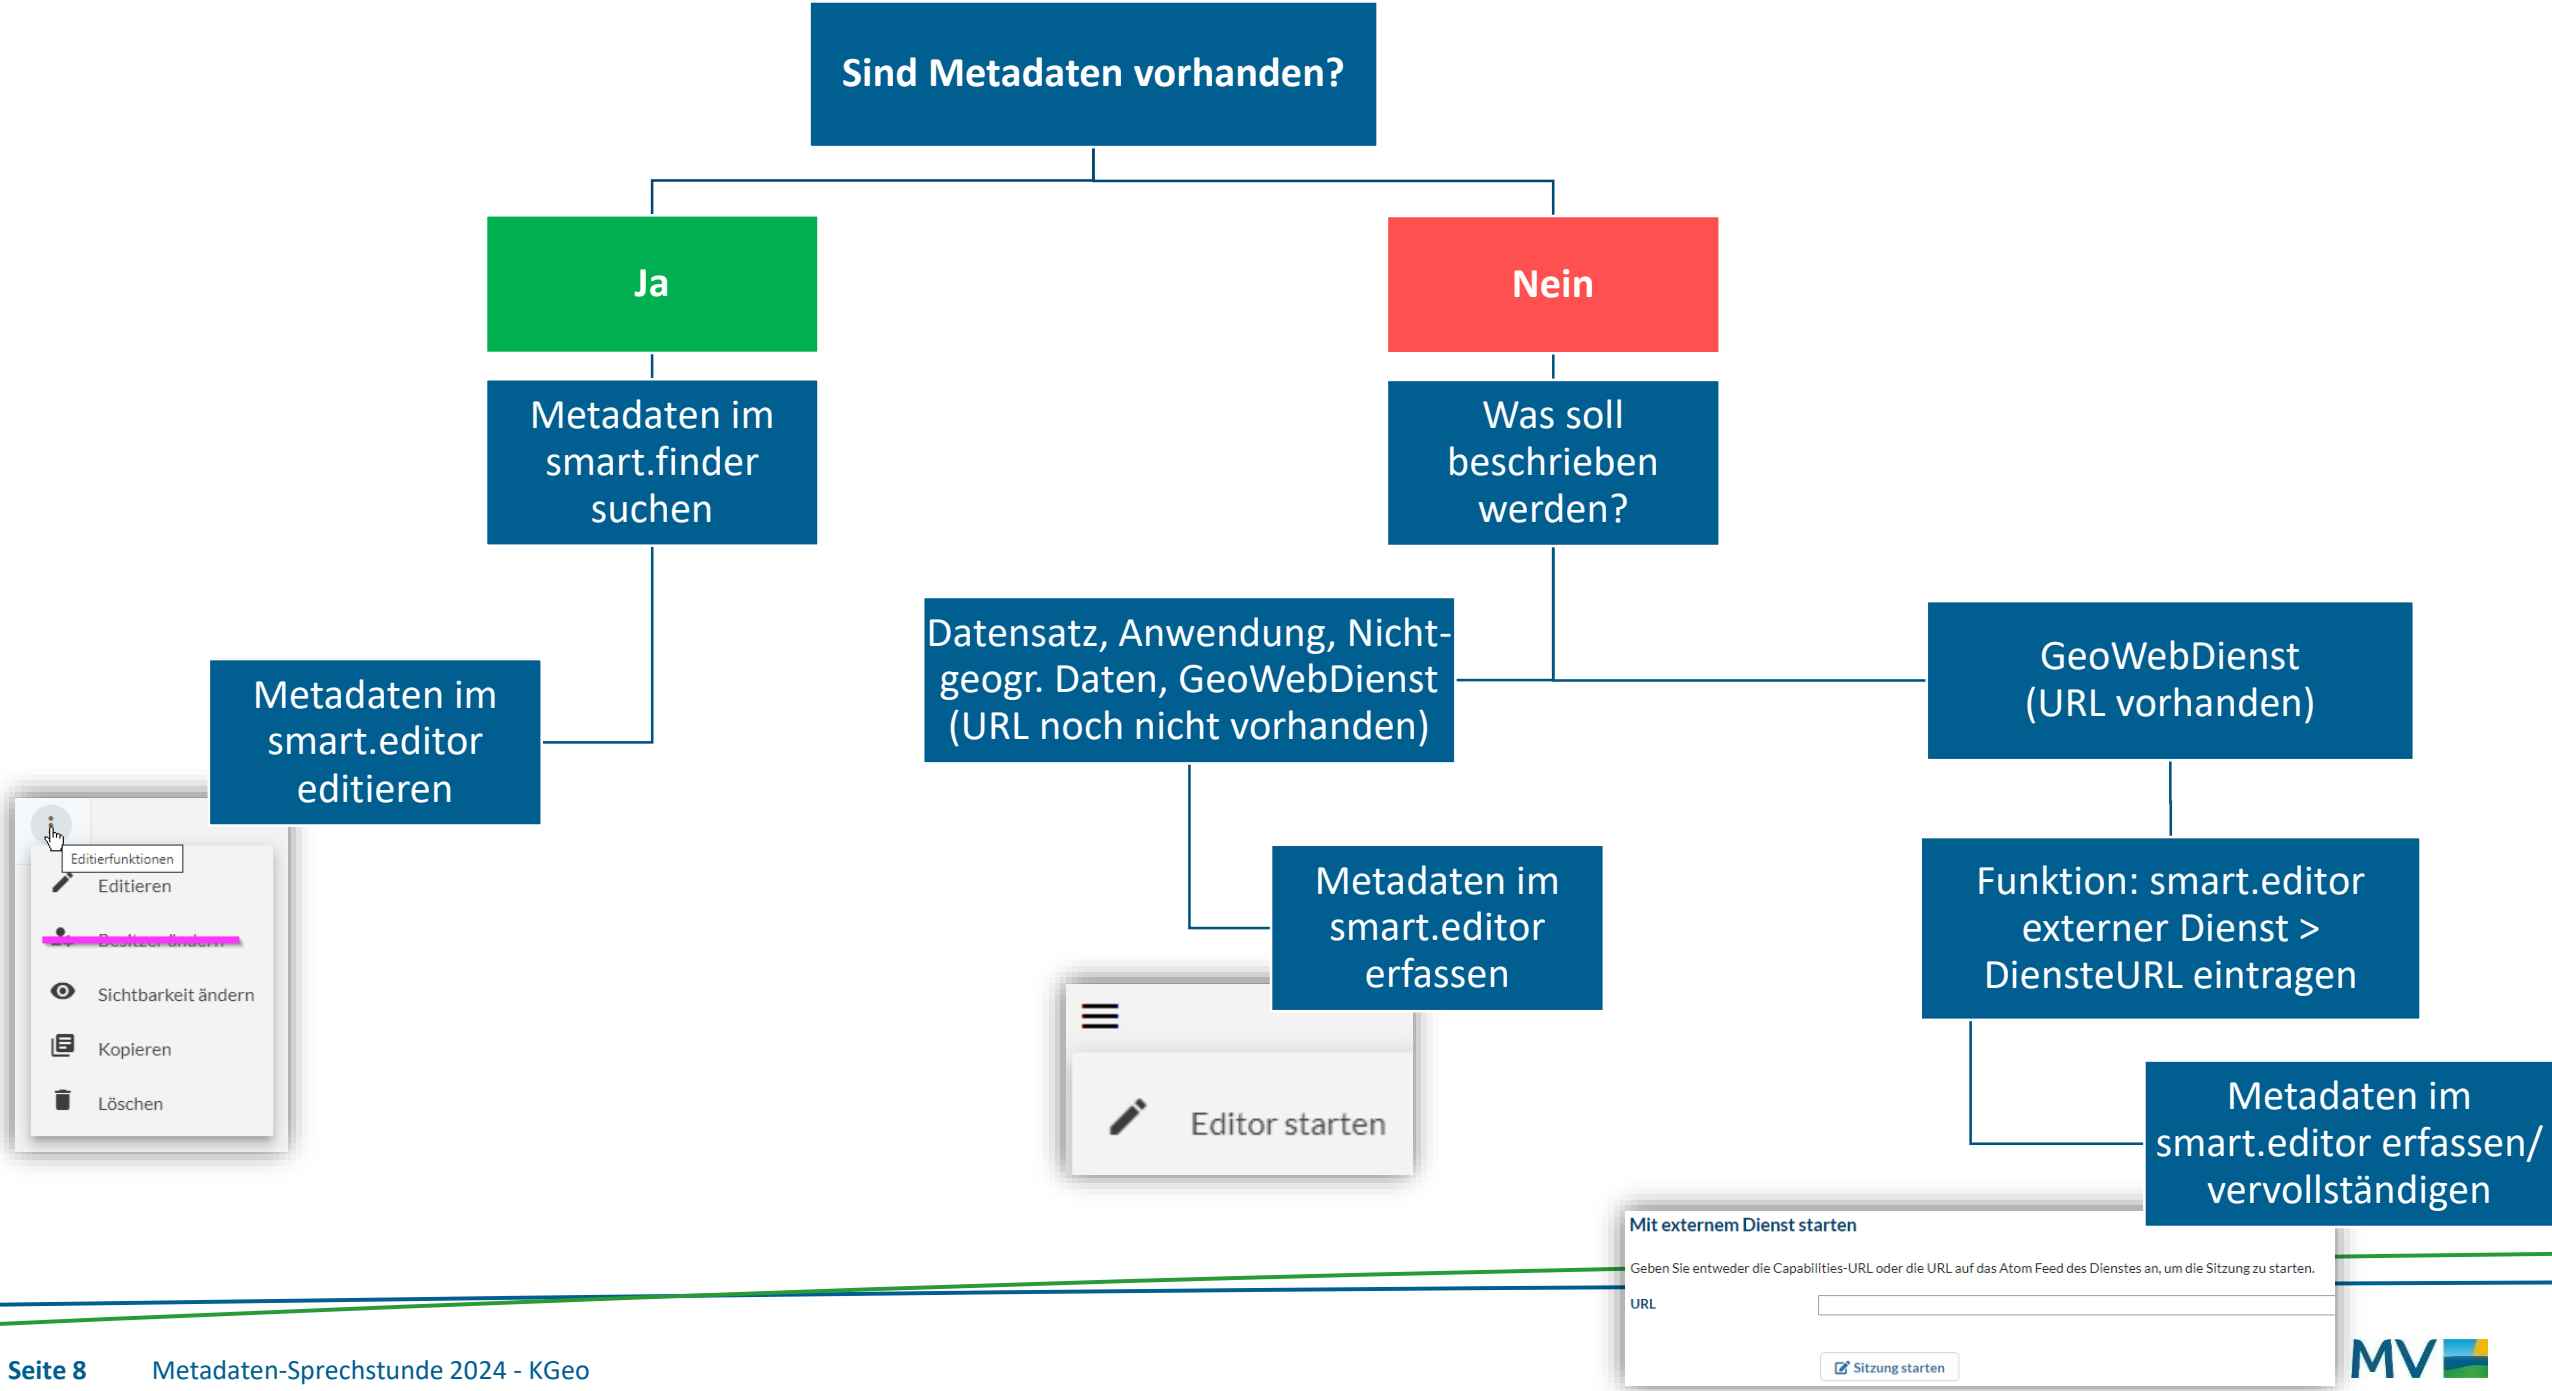 Sind Metadaten vorhanden?
Ja
Nein
Metadaten im
smart.finder
suchen
Was soll
beschrieben
werden?
Metadaten im
smart.editor
editieren
Datensatz, Anwendung, Nicht-
geogr. Daten, GeoWebDienst
(URL noch nicht vorhanden)
GeoWebDienst
(URL vorhanden)
Editierfunktionen
Editieren
Besitzer ändern
Sichtbarkeit ändern
Kopieren
Löschen
Metadaten im
smart.editor
erfassen
Editor starten
Funktion: smart.editor
externer Dienst >
DiensteURL eintragen
Metadaten im
smart.editor erfassen/
vervollständigen
Mit externem Dienst starten
Geben Sie entweder die Capabilities-URL oder die URL auf das Atom Feed des Dienstes an, um die Sitzung zu starten.
URL
Sitzung starten
Seite 8 Metadaten-Sprechstunde 2024 - KGeo
MV